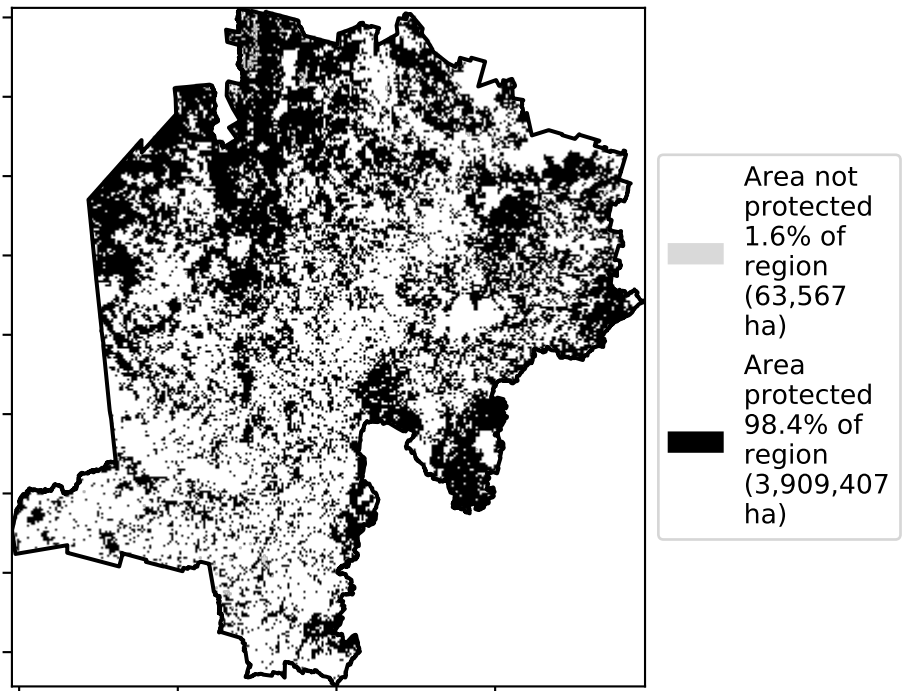 Area not
protected
1.6% of
region
(63,567
ha)
Area
protected
98.4% of
region
(3,909,407
ha)